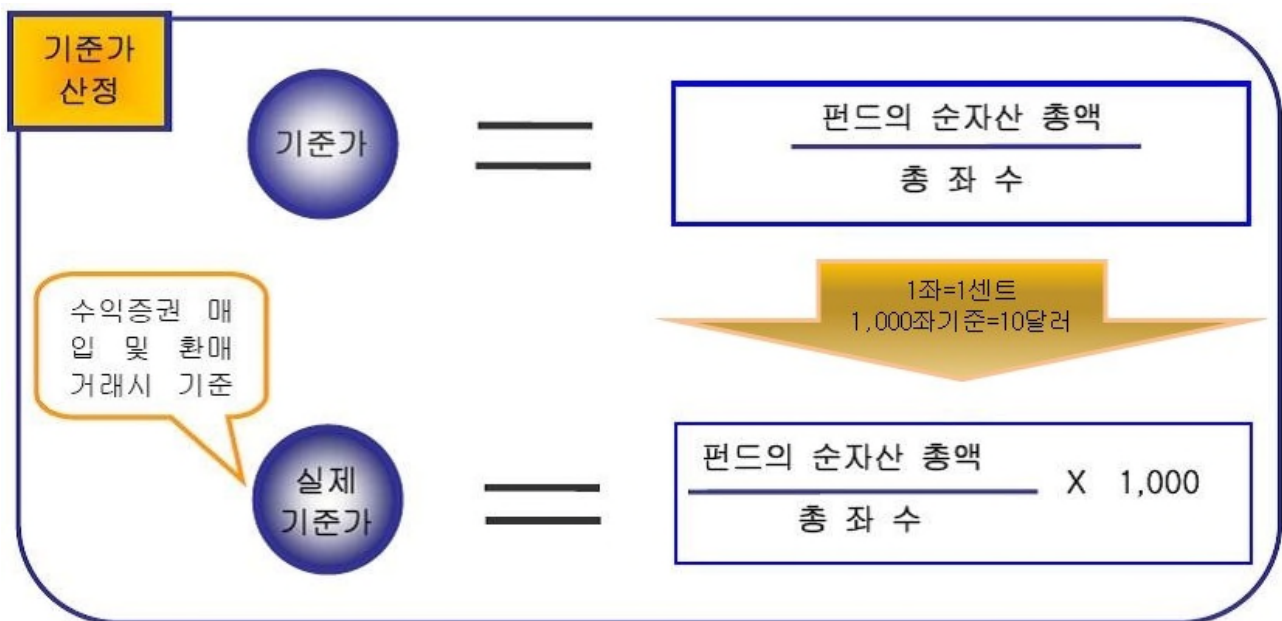 기준가
산정
기준가
펀드의 순자산 총액
총 좌 수
1좌=1센트
1,000좌기준=10달러
수익증권 매
입 및 환매
거래시 기준
실제
기준가
펀드의 순자산 총액
총 좌 수
X 1,000